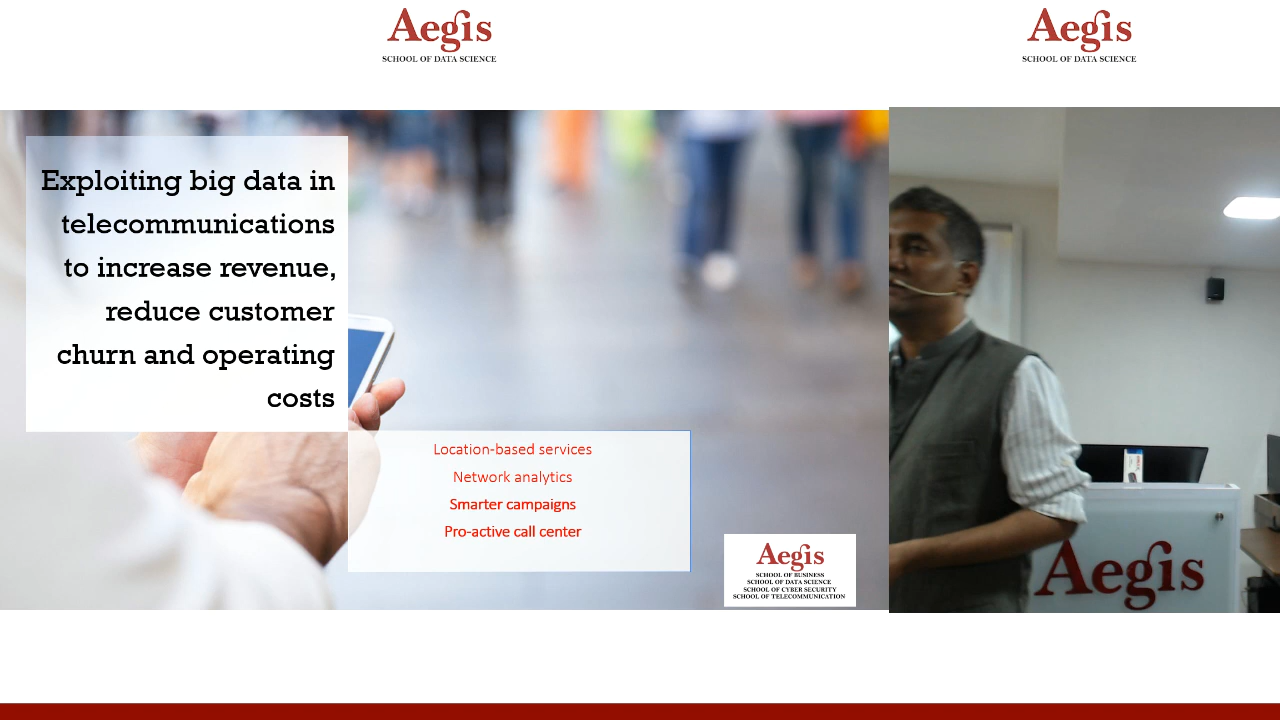 Aegis
SCHOOL OF DATA SCIENCE
Aegis
SCHOOL OF DATA SCIENCE
Exploiting big data in
telecommunications
to increase revenue,
reduce customer
churn and operating
costs
Location-based services
Network analytics
Smarter campaigns
Pro-active call center
Aegis
SCHOOL OF BUSINESS
SCHOOL OF DATA SCIENCE
SCHOOL OF CYBER SECURITY
SCHOOL OF TELECOMMUNICATION
Aegis